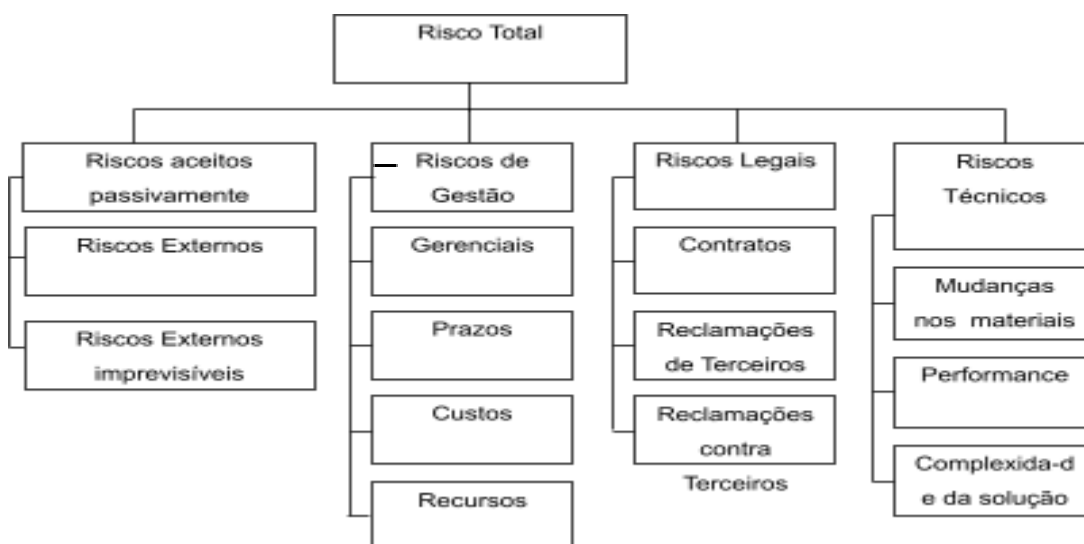 Risco Total
Riscos aceitos
passivamente
Riscos Externos
Riscos Externos
imprevisíveis
Riscos de
Gestão
Gerenciais
Prazos
Custos
Recursos
Riscos Legais
Contratos
Reclamações
de Terceiros
Reclamações
contra
Terceiros
Riscos
Técnicos
Mudanças
nos materiais
Performance
Complexida-d
e da solução